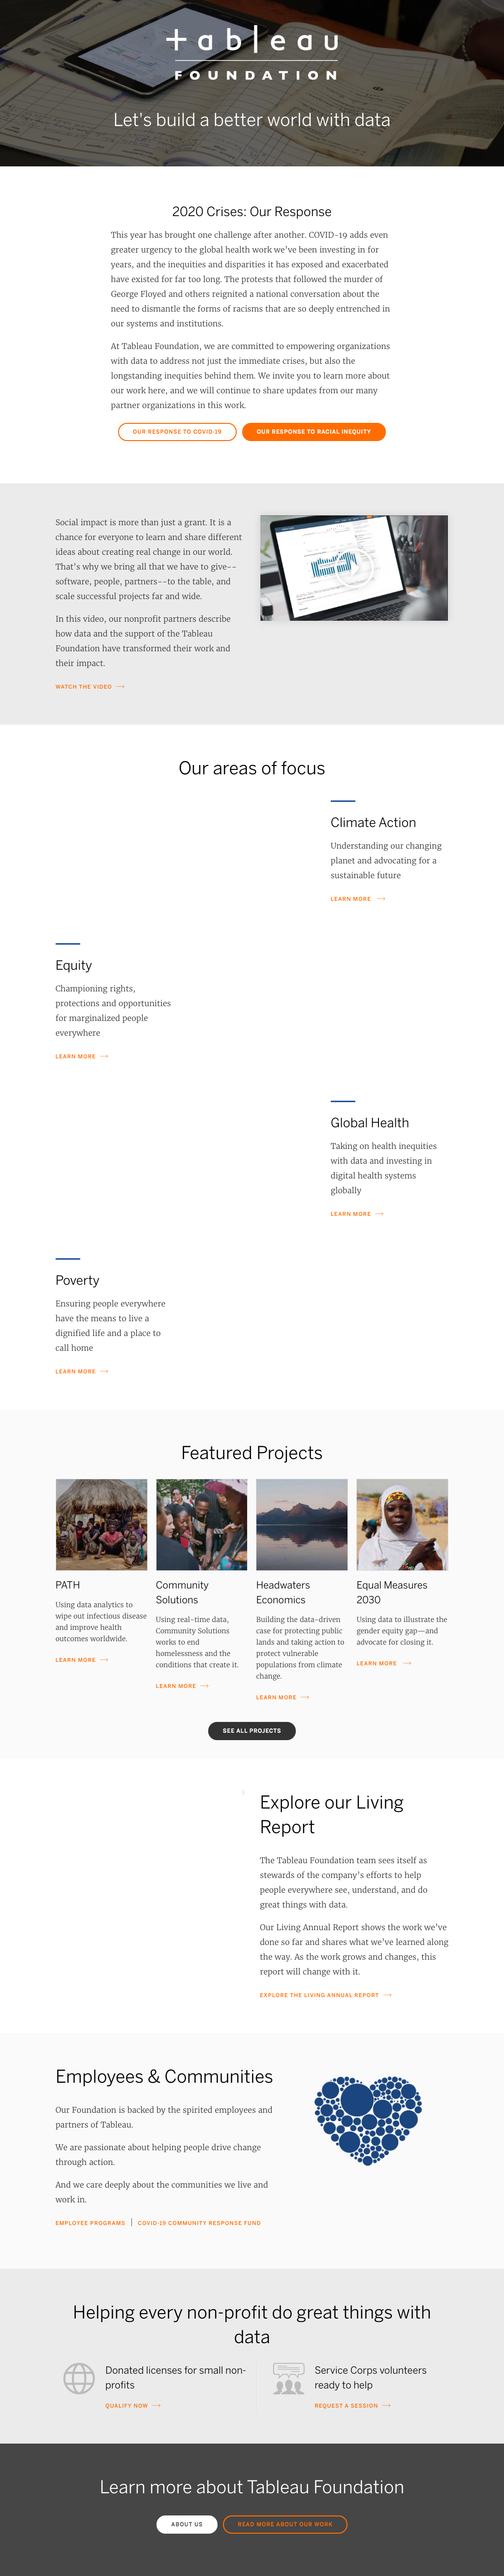 tableau
FOUNDATION
Let's build a better world with data
2020 Crises: Our Response
This year has brought one challenge after another. COVID-19 adds even
greater urgency to the global health work we've been investing in for
years, and the inequities and disparities it has exposed and exacerbated
have existed for far too long. The protests that followed the murder of
George Floyd and others reignited a national conversation about the
need to dismantle the forms of racisms that are so deeply entrenched in
our systems and institutions.
At Tableau Foundation, we are committed to empowering organizations
with data to address not just the immediate crises, but also the
longstanding inequities behind them. We invite you to learn more about
our work here, and we will continue to share updates from our many
partner organizations in this work.
OUR RESPONSE TO COVID-19
OUR RESPONSE TO RACIAL INEQUITY
Social impact is more than just a grant. It is a
chance for everyone to learn and share different
ideas about creating real change in our world.
That's why we bring all that we have to give--
software, people, partners--to the table, and
scale successful projects far and wide.
In this video, our nonprofit partners describe
how data and the support of the Tableau
Foundation have transformed their work and
their impact.
WATCH THE VIDEO
Our areas of focus
Climate Action
Understanding our changing
planet and advocating for a
sustainable future
LEARN MORE
Equity
Championing rights,
protections and opportunities
for marginalized people
everywhere
LEARN MORE
Global Health
Taking on health inequities
with data and investing in
digital health systems
globally
LEARN MORE
Poverty
Ensuring people everywhere
have the means to live a
dignified life and a place to
call home
LEARN MORE
Featured Projects
PATH
Using data analytics to
wipe out infectious disease
and improve health
outcomes worldwide.
LEARN MORE
Community
Solutions
Using real-time data,
Community Solutions
works to end
homelessness and the
conditions that create it.
LEARN MORE
Headwaters
Economics
Building the data-driven
case for protecting public
lands and taking action to
protect vulnerable
populations from climate
change.
LEARN MORE
Equal Measures
2030
Using data to illustrate the
gender equity gap—and
advocate for closing it.
LEARN MORE
SEE ALL PROJECTS
Explore our Living
Report
The Tableau Foundation team sees itself as
stewards of the company's efforts to help
people everywhere see, understand, and do
great things with data.
Our Living Annual Report shows the work we've
done so far and shares what we've learned along
the way. As the work grows and changes, this
report will change with it.
EXPLORE THE LIVING ANNUAL REPORT
Employees & Communities
Our Foundation is backed by the spirited employees and
partners of Tableau.
We are passionate about helping people drive change
through action.
And we care deeply about the communities we live and
work in.
EMPLOYEE PROGRAMS
COVID-19 COMMUNITY RESPONSE FUND
Helping every non-profit do great things with
data
Donated licenses for small non-
profits
QUALIFY NOW
Service Corps volunteers
ready to help
REQUEST A SESSION
Learn more about Tableau Foundation
ABOUT US
READ MORE ABOUT OUR WORK